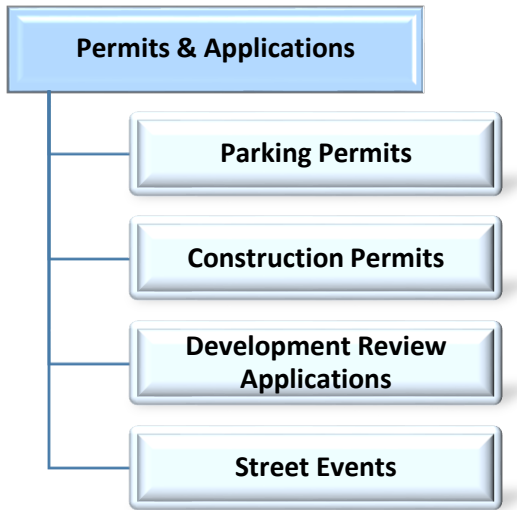 Permits & Applications
Parking Permits
Construction Permits
Development Review
Applications
Street Events